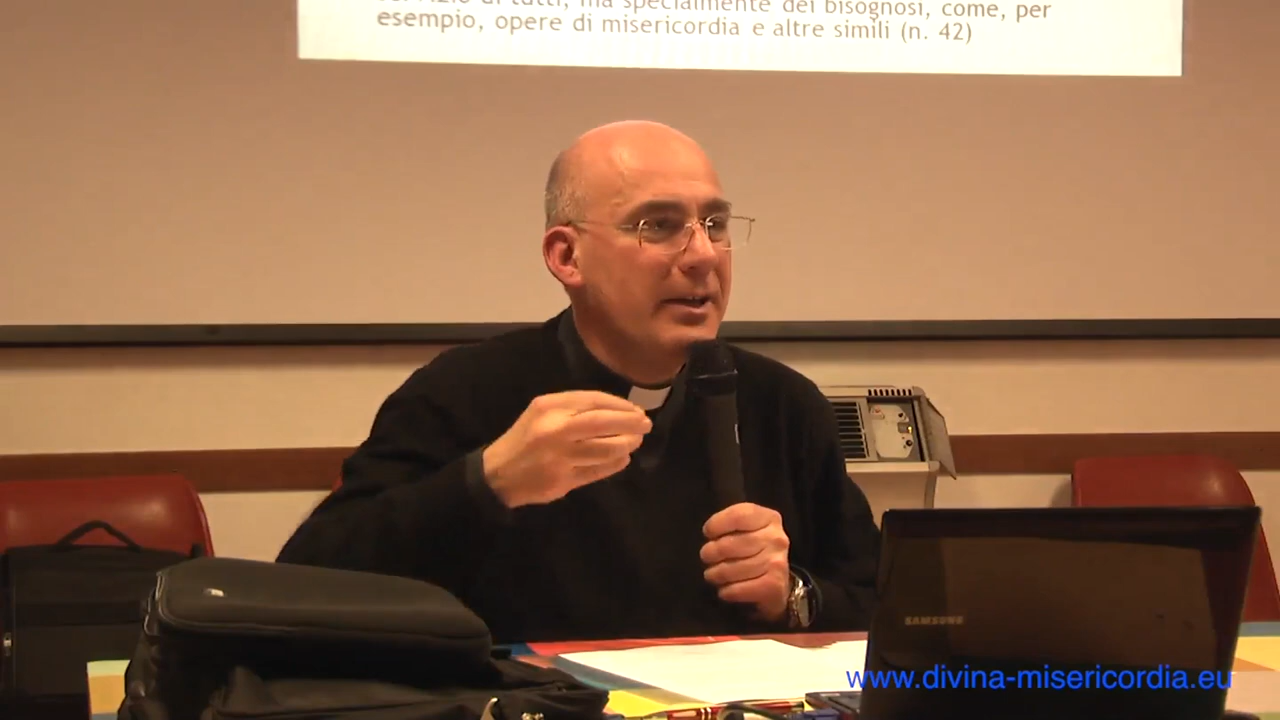 servizio di tutti, ma specialmente dei bisognosi, come, per
esempio, opere di misericordia e altre simili (n. 42)
SAMSUNG
www.divina-misericordia.eu